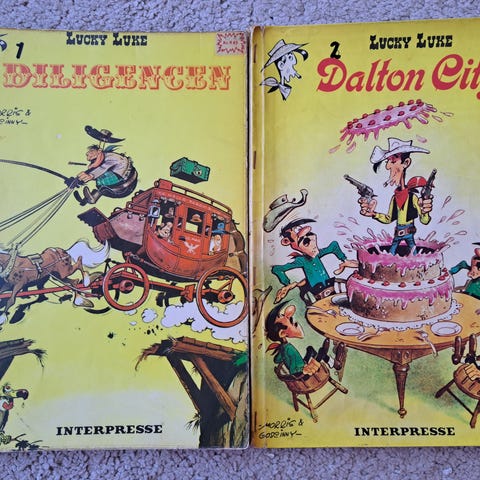 1
LUCKY LUKE
DILIGENCEN
MORRIS &
GOSCINNY
INTERPRESSE
2
LUCKY LUKE
Dalton City
MORRIS &
GOSCINNY
INTERPRESSE